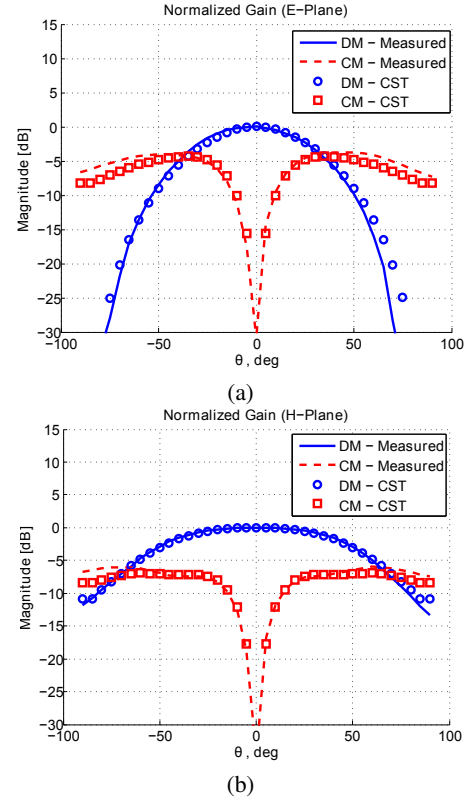 Normalized Gain (E-Plane)
15
10
5
0
−5
−10
−15
−20
−25
−30
Magnitude [dB]
DM − Measured
CM − Measured
DM − CST
CM − CST
−100
−50
0
50
100
θ , deg
(a)
Normalized Gain (H-Plane)
15
10
5
0
−5
−10
−15
−20
−25
−30
Magnitude [dB]
DM − Measured
CM − Measured
DM − CST
CM − CST
−100
−50
0
50
100
θ , deg
(b)